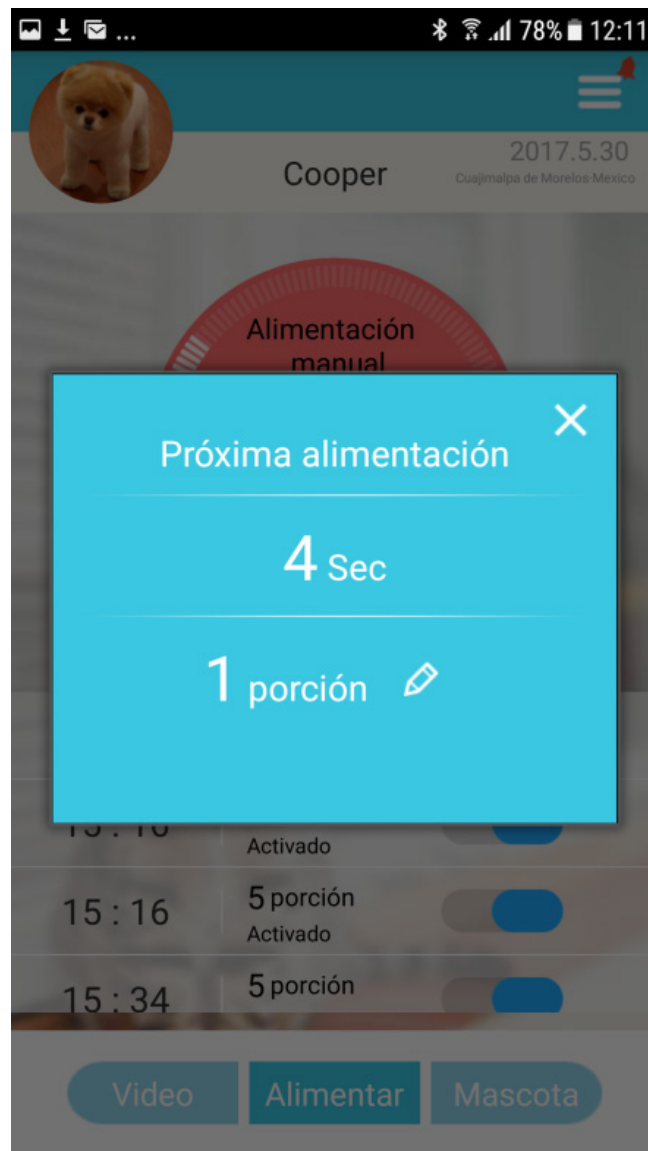 ... 78% 12:11
Cooper
2017.5.30
Cuajimalpa de Morelos-Mexico
Alimentación
manual
Próxima alimentación
4 Sec
1 porción
Activado
15 : 16
5 porción
Activado
15 : 34
5 porción
Video
Alimentar
Mascota